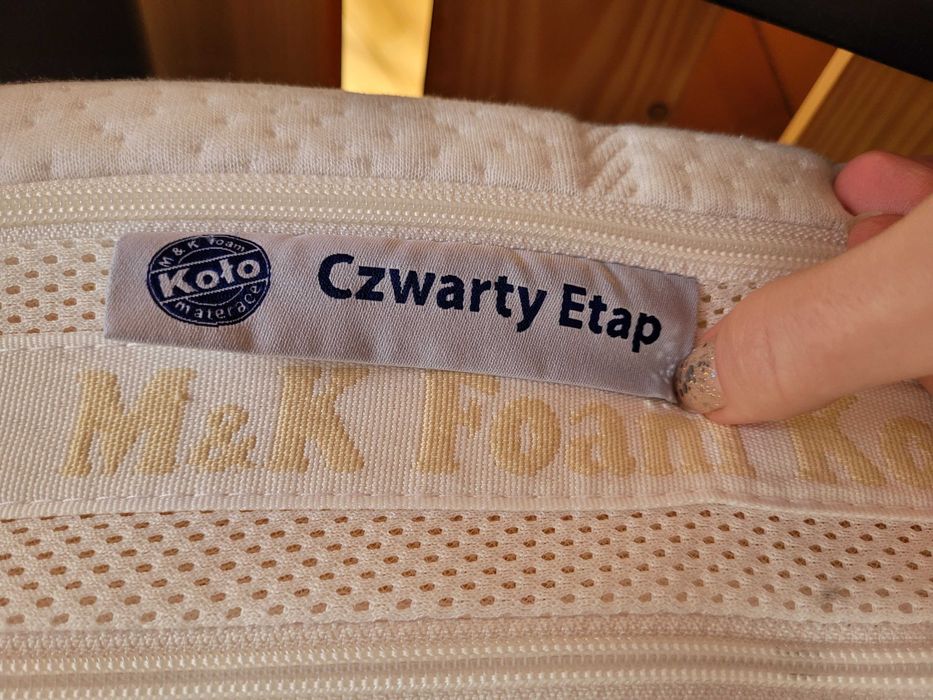 M & K Foam
Koło
materace
Czwarty Etap
M&K Foam Ko